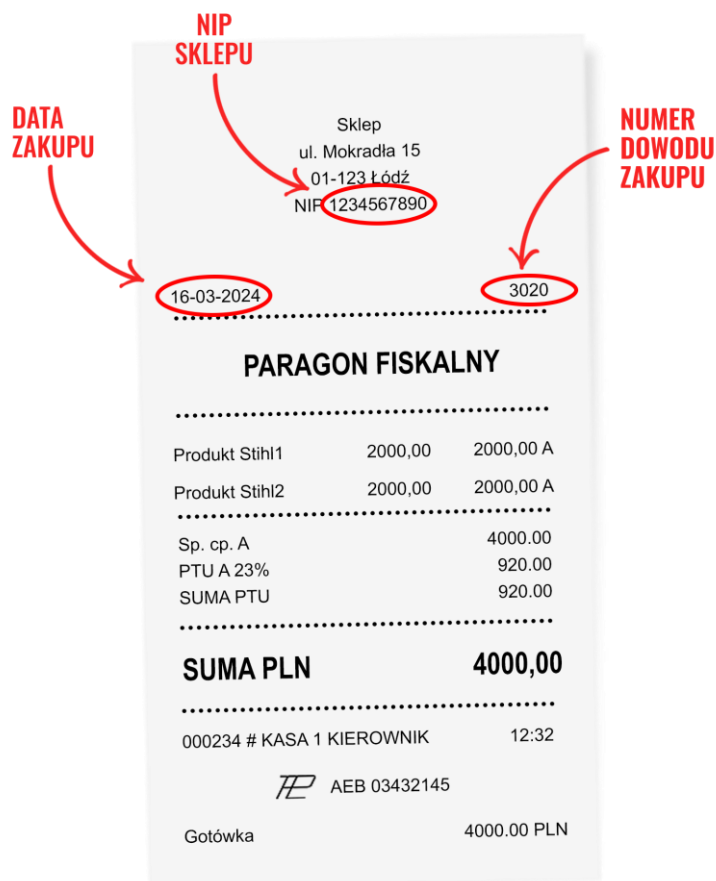 NIP
SKLEPU
DATA
ZAKUPU
NUMER
DOWODU
ZAKUPU
Sklep
ul. Mokradła 15
01-123 Łódź
NIP 1234567890
16-03-2024 3020
PARAGON FISKALNY
Produkt Stihl1 2000,00 2000,00 A
Produkt Stihl2 2000,00 2000,00 A
Sp. cp. A 4000.00
PTU A 23% 920.00
SUMA PTU 920.00
SUMA PLN 4000,00
000234 # KASA 1 KIEROWNIK 12:32
AEB 03432145
Gotówka 4000.00 PLN